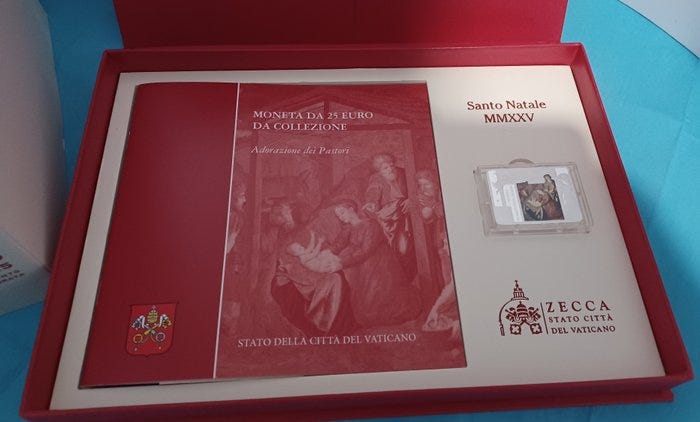 MONETA DA 25 EURO
DA COLLEZIONE
Adorazione dei Pastori
STATO DELLA CITTÀ DEL VATICANO
Santo Natale
MMXXV
ZECCA
STATO CITTÀ
DEL VATICANO